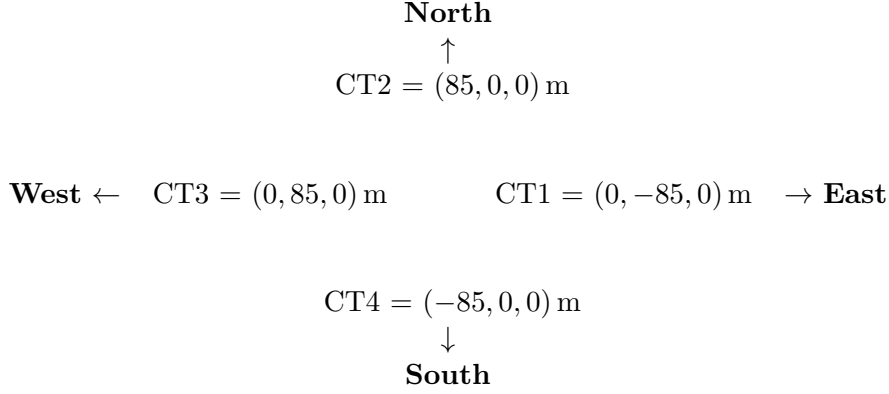 North
↑
CT2 = (85, 0, 0) m
West ← CT3 = (0, 85, 0) m CT1 = (0, −85, 0) m → East
CT4 = (−85, 0, 0) m
↓
South